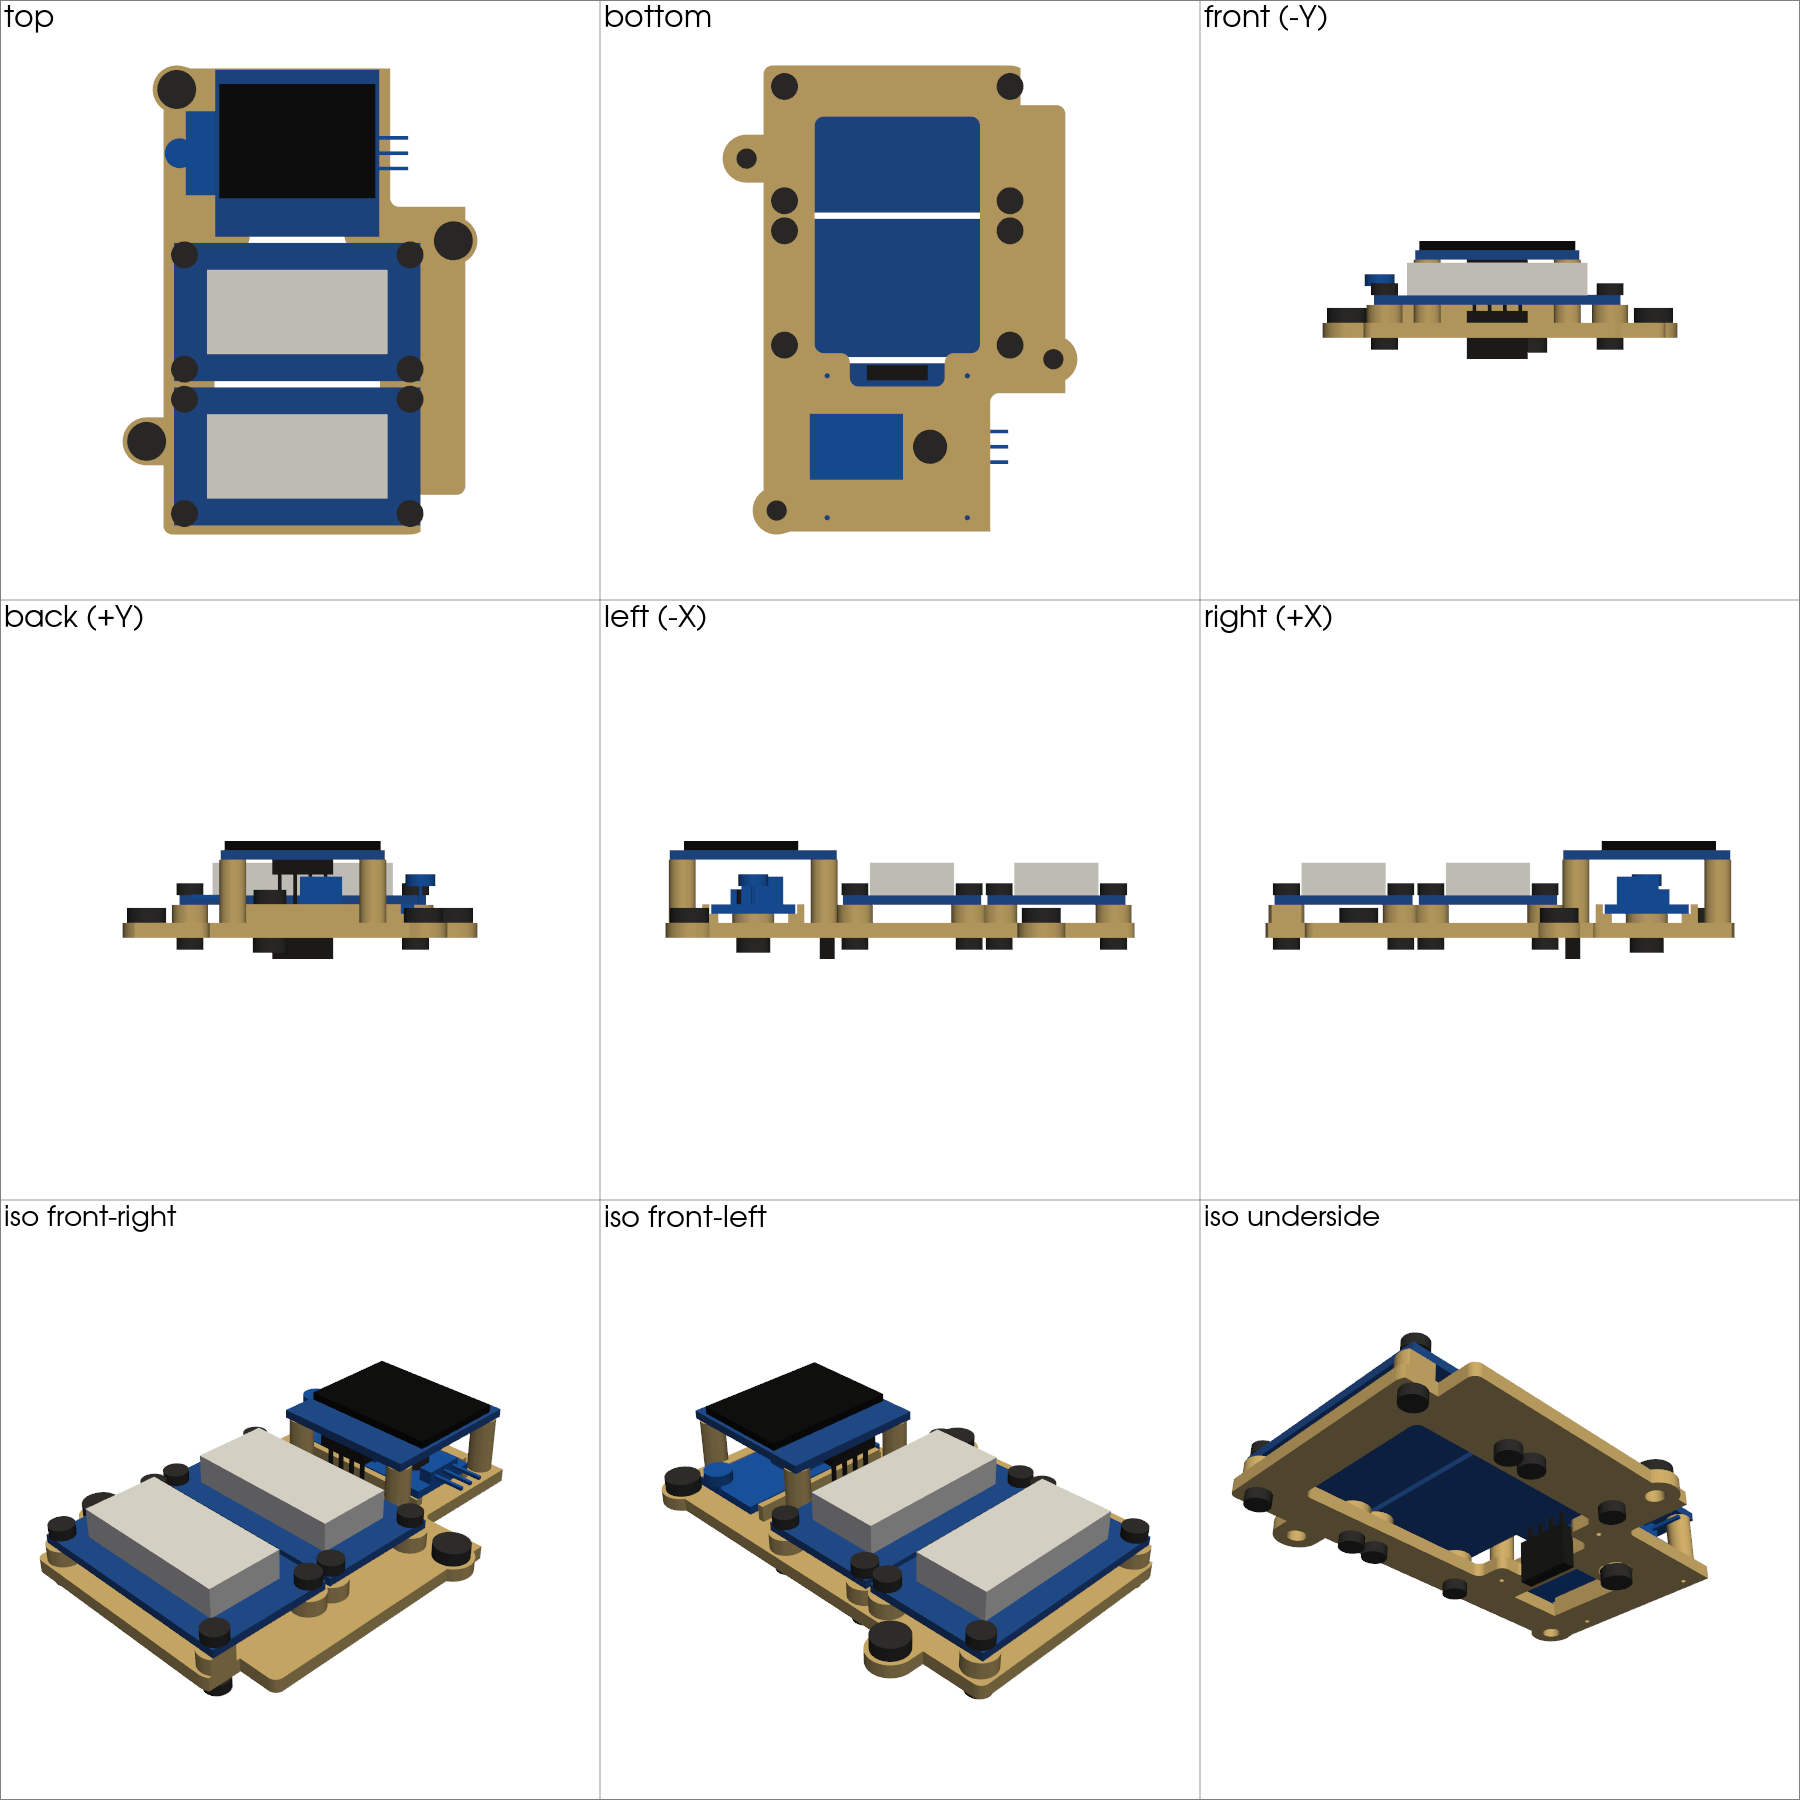 top
bottom
front (-Y)
back (+Y)
left (-X)
right (+X)
iso front-right
iso front-left
iso underside